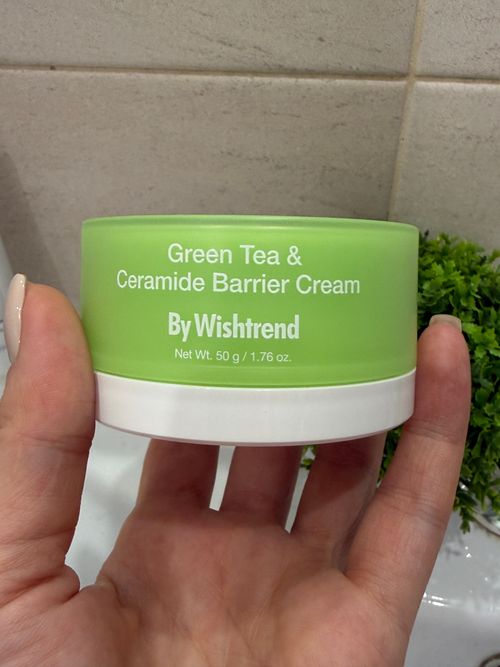 Green Tea &
Ceramide Barrier Cream
By Wishtrend
Net Wt. 50 g / 1.76 oz.